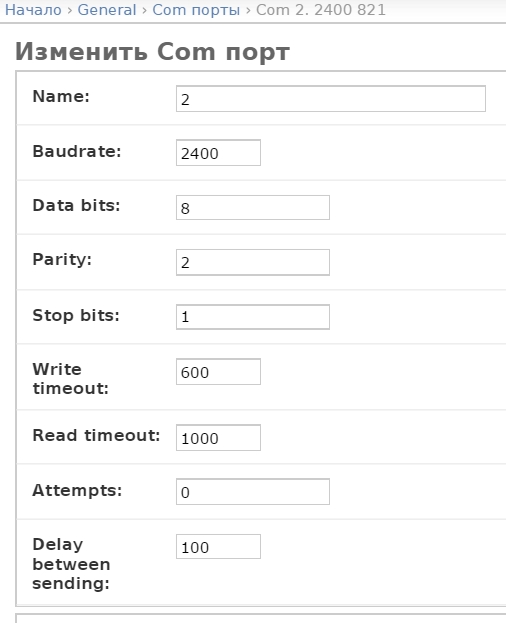 Начало › General › Com порты › Com 2. 2400 821
Изменить Com порт
Name: 2
Baudrate: 2400
Data bits: 8
Parity: 2
Stop bits: 1
Write
timeout: 600
Read timeout: 1000
Attempts: 0
Delay
between
sending: 100